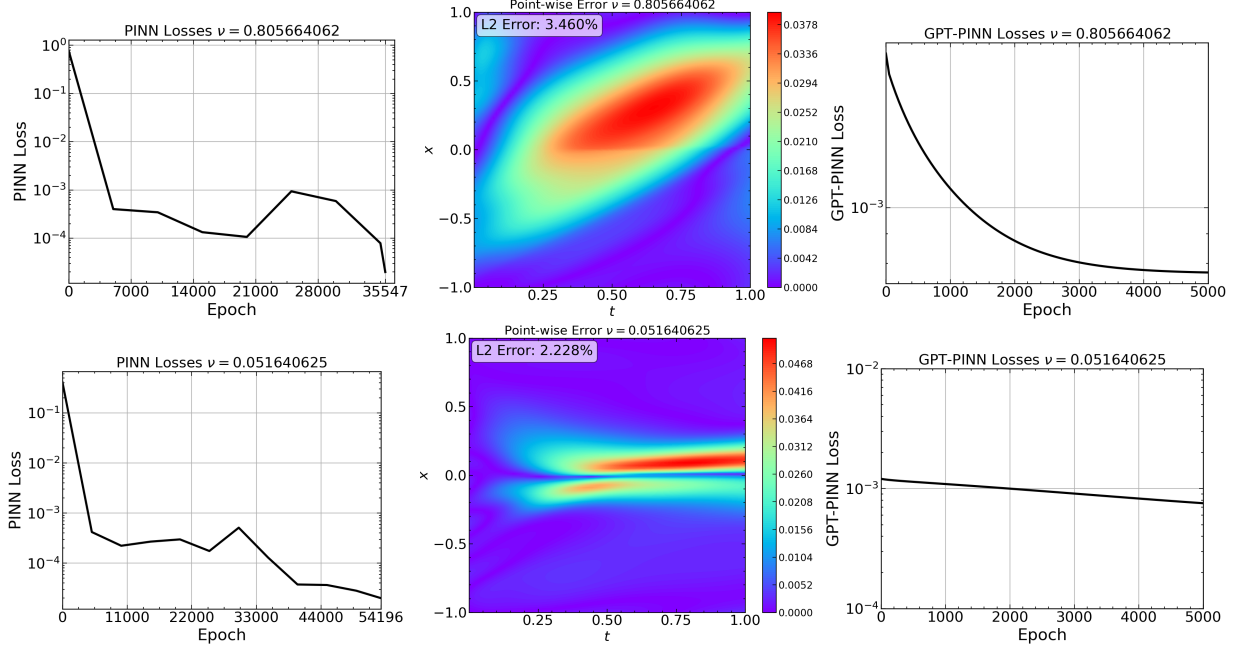 PINN Losses ν = 0.805664062
10⁰
10⁻¹
10⁻²
10⁻³
10⁻⁴
PINN Loss
0 7000 14000 21000 28000 35547
Epoch
Point-wise Error ν = 0.805664062
L2 Error: 3.460%
1.0
0.5
0.0
−0.5
−1.0
x
0.25 0.50 0.75 1.00
t
0.0378
0.0336
0.0294
0.0252
0.0210
0.0168
0.0126
0.0084
0.0042
0.0000
GPT-PINN Losses ν = 0.805664062
10⁻³
GPT-PINN Loss
0 1000 2000 3000 4000 5000
Epoch
PINN Losses ν = 0.051640625
10⁻¹
10⁻²
10⁻³
10⁻⁴
PINN Loss
0 11000 22000 33000 44000 54196
Epoch
Point-wise Error ν = 0.051640625
L2 Error: 2.228%
1.0
0.5
0.0
−0.5
−1.0
x
0.25 0.50 0.75 1.00
t
0.0468
0.0416
0.0364
0.0312
0.0260
0.0208
0.0156
0.0104
0.0052
0.0000
GPT-PINN Losses ν = 0.051640625
10⁻²
10⁻³
10⁻⁴
GPT-PINN Loss
0 1000 2000 3000 4000 5000
Epoch